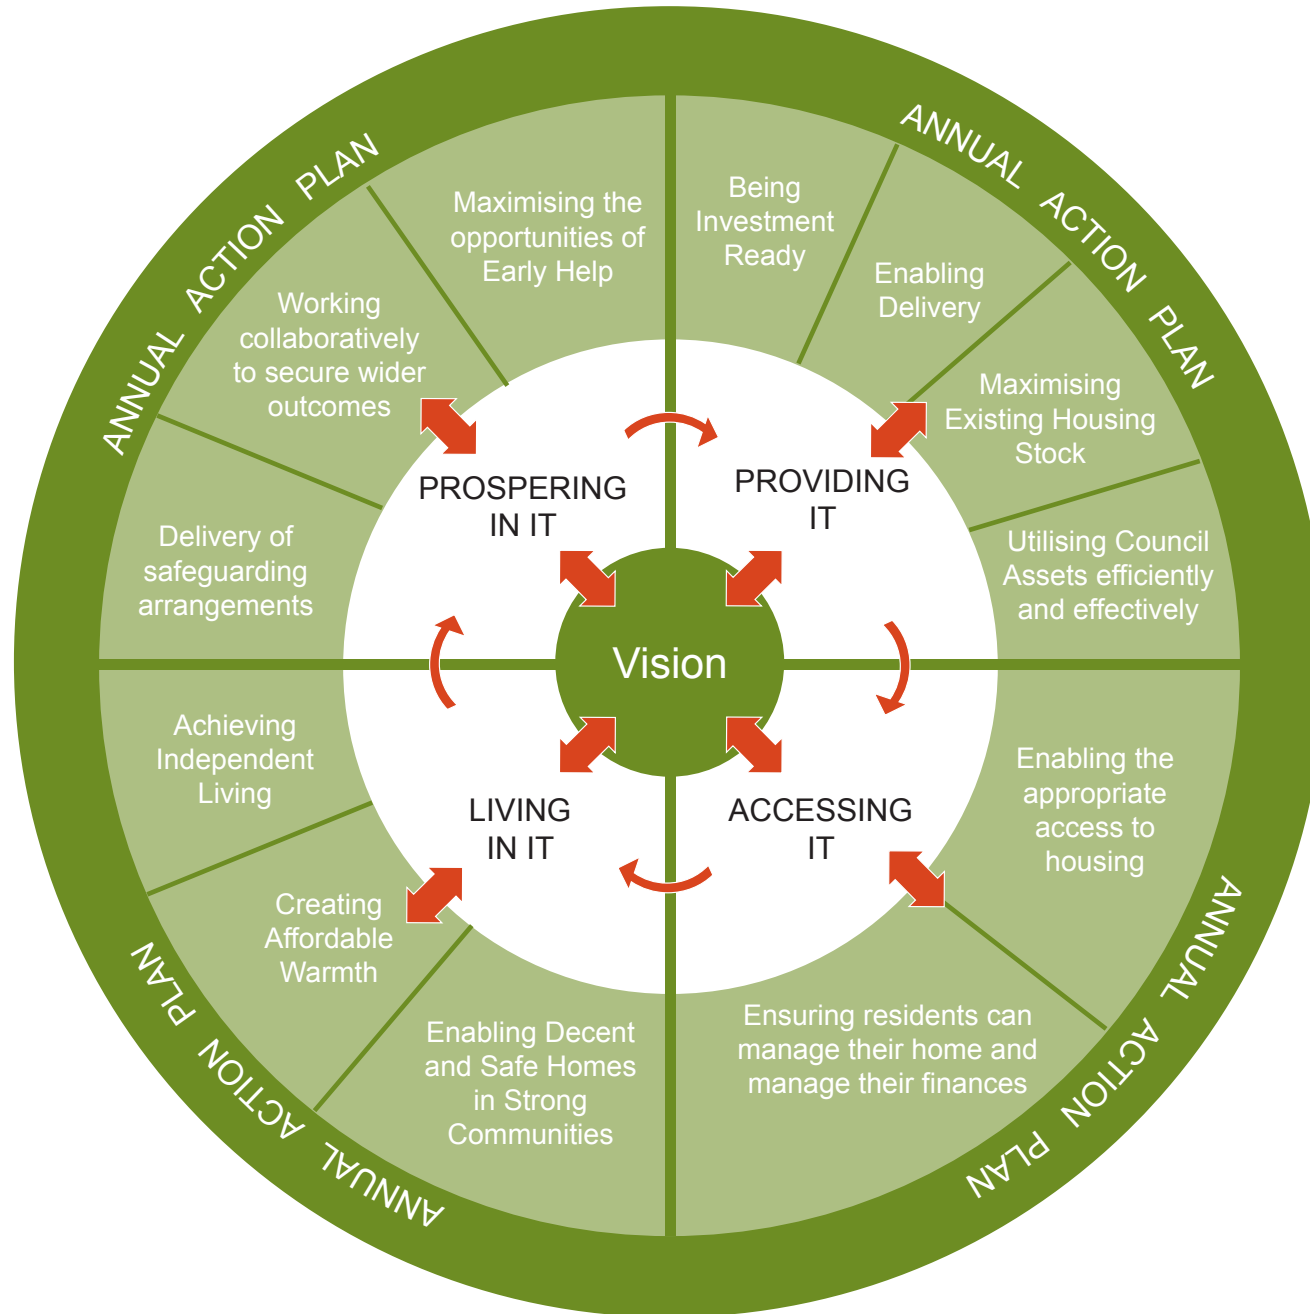 ANNUAL ACTION PLAN
ANNUAL ACTION PLAN
Maximising the
opportunities of
Early Help
Being
Investment
Ready
Enabling
Delivery
Working
collaboratively
to secure wider
outcomes
Maximising
Existing Housing
Stock
PROSPERING
IN IT
PROVIDING
IT
Delivery of
safeguarding
arrangements
Utilising Council
Assets efficiently
and effectively
Vision
Achieving
Independent
Living
Enabling the
appropriate
access to
housing
LIVING
IN IT
ACCESSING
IT
Creating
Affordable
Warmth
Enabling Decent
and Safe Homes
in Strong
Communities
Ensuring residents can
manage their home and
manage their finances
ANNUAL ACTION PLAN
ANNUAL ACTION PLAN